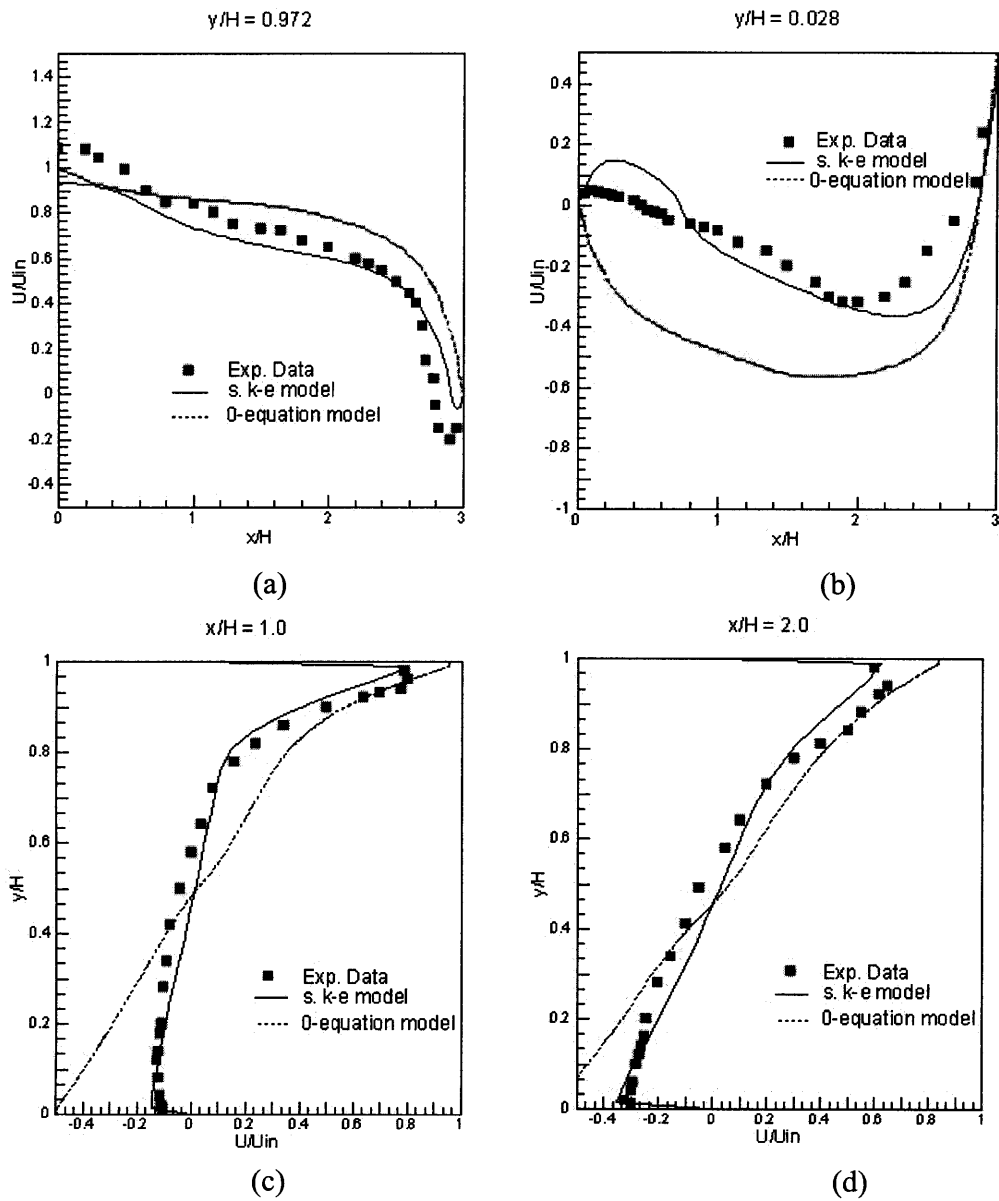 y/H = 0.972
1.4
1.2
1
0.8
0.6
0.4
0.2
0
-0.2
-0.4
U/Uin
Exp. Data
s. k-e model
0-equation model
0
1
2
3
x/H
(a)
y/H = 0.028
0.4
0.2
0
-0.2
-0.4
-0.6
-0.8
-1
U/Uin
Exp. Data
s. k-e model
0-equation model
0
1
2
3
x/H
(b)
x/H = 1.0
1
0.8
0.6
0.4
0.2
0
y/H
Exp. Data
s. k-e model
0-equation model
-0.4
-0.2
0
0.2
0.4
0.6
0.8
1
U/Uin
(c)
x/H = 2.0
1
0.8
0.6
0.4
0.2
0
y/H
Exp. Data
s. k-e model
0-equation model
-0.4
-0.2
0
0.2
0.4
0.6
0.8
1
U/Uin
(d)